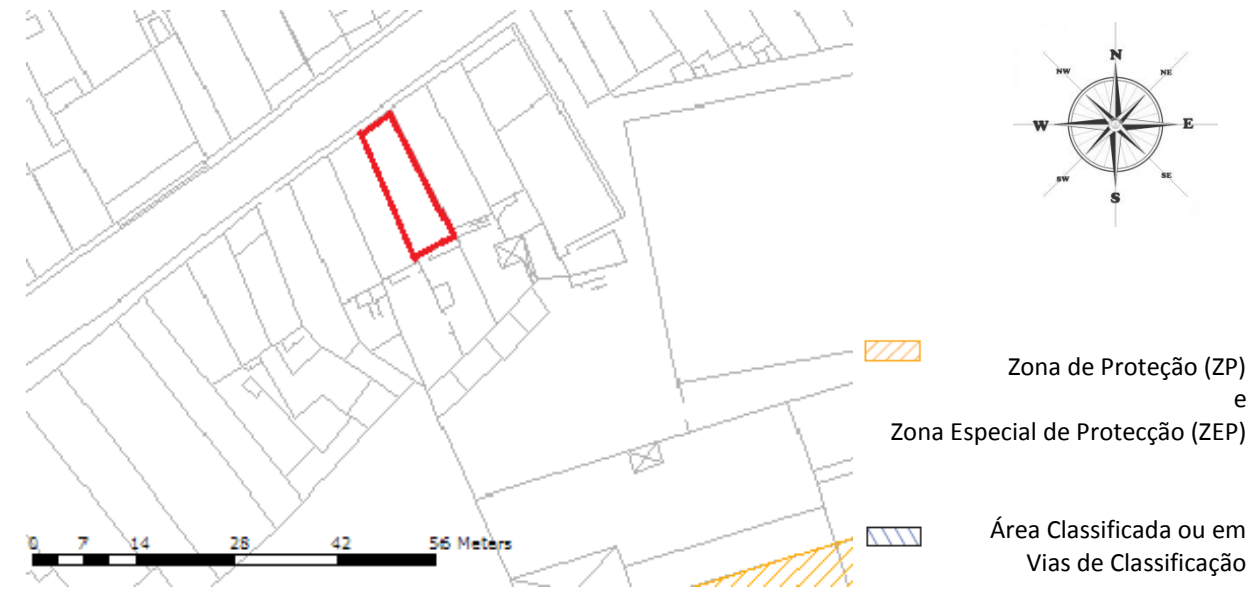 N
NW
NE
W
E
SW
SE
S
Zona de Proteção (ZP)
e
Zona Especial de Protecção (ZEP)
Área Classificada ou em
Vias de Classificação
0 7 14 28 42 56 Meters